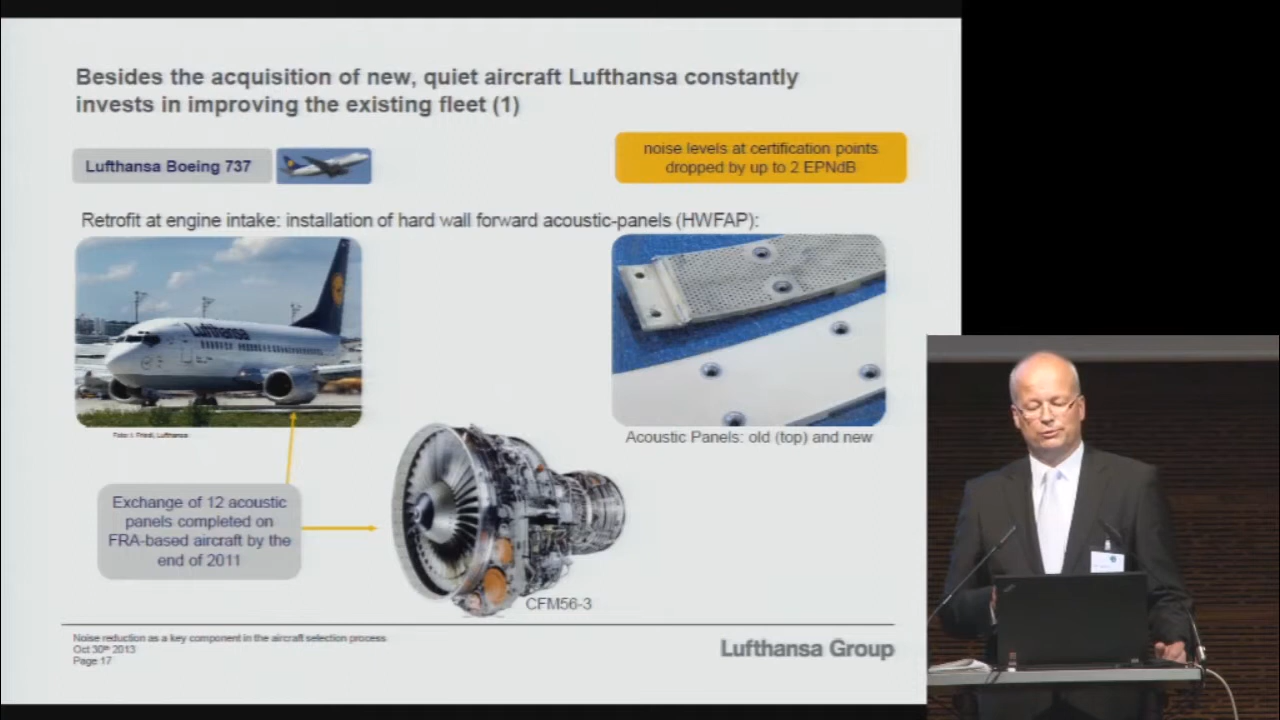 Besides the acquisition of new, quiet aircraft Lufthansa constantly
invests in improving the existing fleet (1)
Lufthansa Boeing 737
noise levels at certification points
dropped by up to 2 EPNdB
Retrofit at engine intake: installation of hard wall forward acoustic-panels (HWFAP):
Lufthansa
Foto: I. Friedl, Lufthansa
Acoustic Panels: old (top) and new
Exchange of 12 acoustic
panels completed on
FRA-based aircraft by the
end of 2011
CFM56-3
Noise reduction as a key component in the aircraft selection process
Oct 30th 2013
Page 17
Lufthansa Group